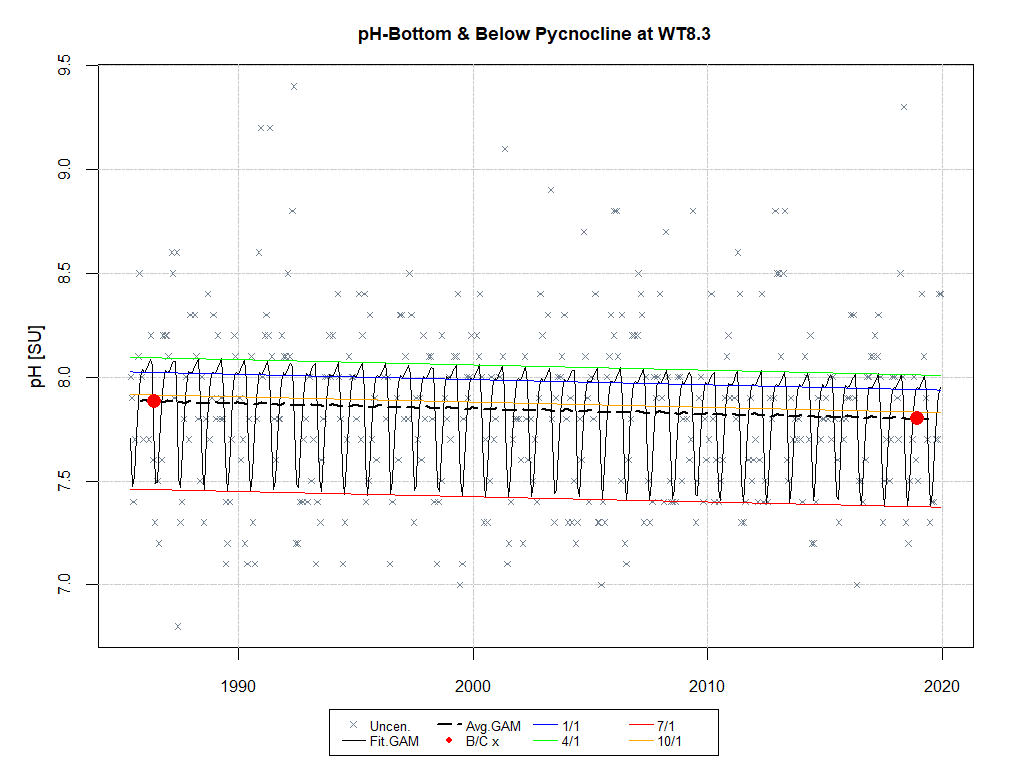 pH-Bottom & Below Pycnocline at WT8.3
pH [SU]
9.5
9.0
8.5
8.0
7.5
7.0
1990 2000 2010 2020
Uncen. Avg.GAM 1/1 7/1
Fit.GAM B/C x 4/1 10/1